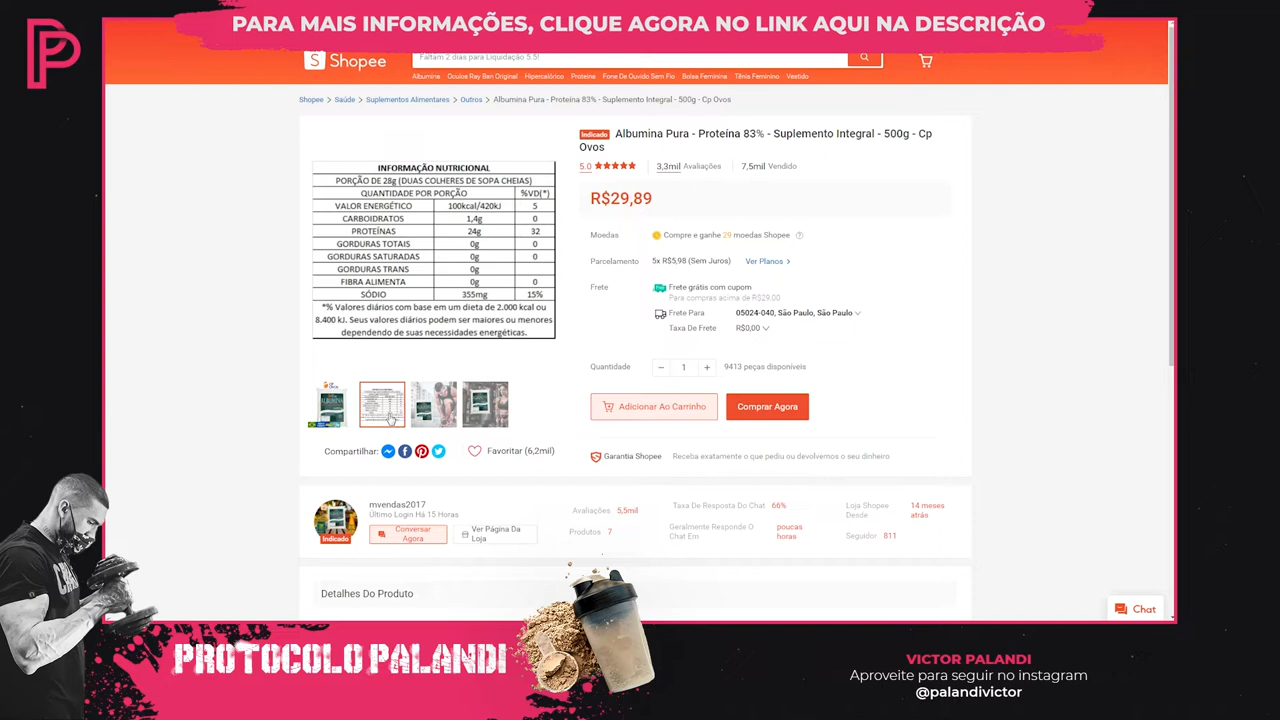 PARA MAIS INFORMAÇÕES, CLIQUE AGORA NO LINK AQUI NA DESCRIÇÃO
Shopee
Faltam 2 dias para Liquidação 5.5!
Albumina Oculos Ray Ban Original Hipercalórico Proteina Fone De Ouvido Sem Fio Bolsa Feminina Tênis Feminino Vestido
Shopee > Saúde > Suplementos Alimentares > Outros > Albumina Pura - Proteína 83% - Suplemento Integral - 500g - Cp Ovos
Indicado Albumina Pura - Proteína 83% - Suplemento Integral - 500g - Cp
Ovos
5.0 3,3mil Avaliações 7,5mil Vendido
R$29,89
INFORMAÇÃO NUTRICIONAL
PORÇÃO DE 28g (DUAS COLHERES DE SOPA CHEIAS)
QUANTIDADE POR PORÇÃO %VD(*)
VALOR ENERGÉTICO 100kcal/420kJ 5
CARBOIDRATOS 1,4g 0
PROTEÍNAS 24g 32
GORDURAS TOTAIS 0g 0
GORDURAS SATURADAS 0g 0
GORDURAS TRANS 0g
FIBRA ALIMENTA 0g 0
SÓDIO 355mg 15%
*% Valores diários com base em um dieta de 2.000 kcal ou
8.400 kJ. Seus valores diários podem ser maiores ou menores
dependendo de suas necessidades energéticas.
Moedas Compre e ganhe 29 moedas Shopee ?
Parcelamento 5x R$5,98 (Sem Juros) Ver Planos >
Frete Frete grátis com cupom
Para compras acima de R$29,00
Frete Para 05024-040, São Paulo, São Paulo
Taxa De Frete R$0,00
Quantidade − 1 + 9413 peças disponíveis
Adicionar Ao Carrinho Comprar Agora
Compartilhar: Favoritar (6,2mil)
Garantia Shopee Receba exatamente o que pediu ou devolvemos o seu dinheiro
mvendas2017
Último Login Há 15 Horas
Indicado
Conversar
Agora
Ver Página Da
Loja
Avaliações 5,5mil
Produtos 7
Taxa De Resposta Do Chat 66%
Geralmente Responde O
Chat Em
poucas
horas
Loja Shopee
Desde
14 meses
atrás
Seguidor 811
Detalhes Do Produto
Chat
PROTOCOLO PALANDI
VICTOR PALANDI
Aproveite para seguir no instagram
@palandivictor